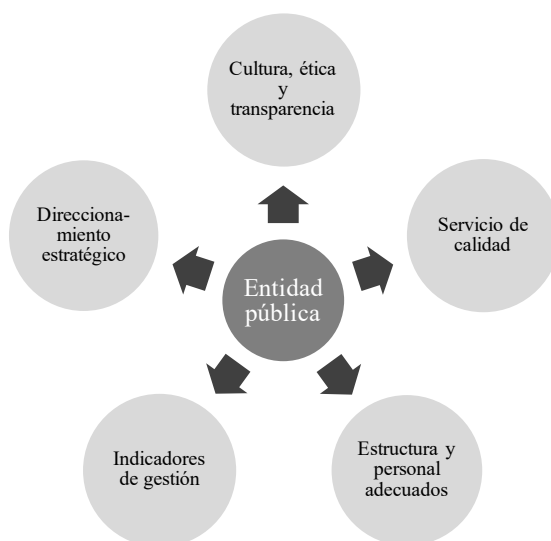 Cultura, ética
y
transparencia
Direcciona-
miento
estratégico
Servicio de
calidad
Entidad
pública
Indicadores
de gestión
Estructura y
personal
adecuados